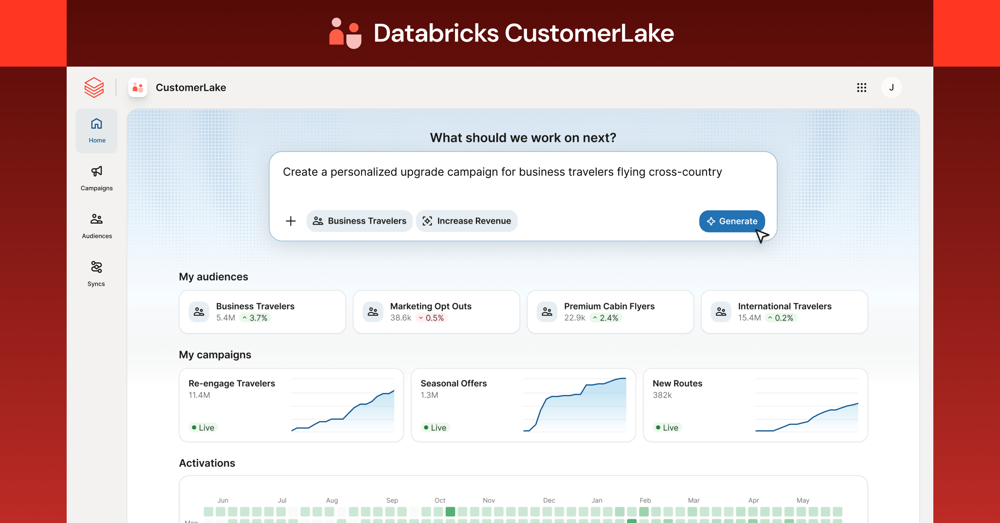 Databricks CustomerLake
CustomerLake
J
Home
Campaigns
Audiences
Syncs
What should we work on next?
Create a personalized upgrade campaign for business travelers flying cross-country
Business Travelers
Increase Revenue
Generate
My audiences
Business Travelers
5.4M 3.7%
Marketing Opt Outs
38.6k 0.5%
Premium Cabin Flyers
22.9k 2.4%
International Travelers
15.4M 0.2%
My campaigns
Re-engage Travelers
11.4M
Live
Seasonal Offers
1.3M
Live
New Routes
382k
Live
Activations
Jun Jul Aug Sep Oct Nov Dec Jan Feb Mar Apr May
Mon